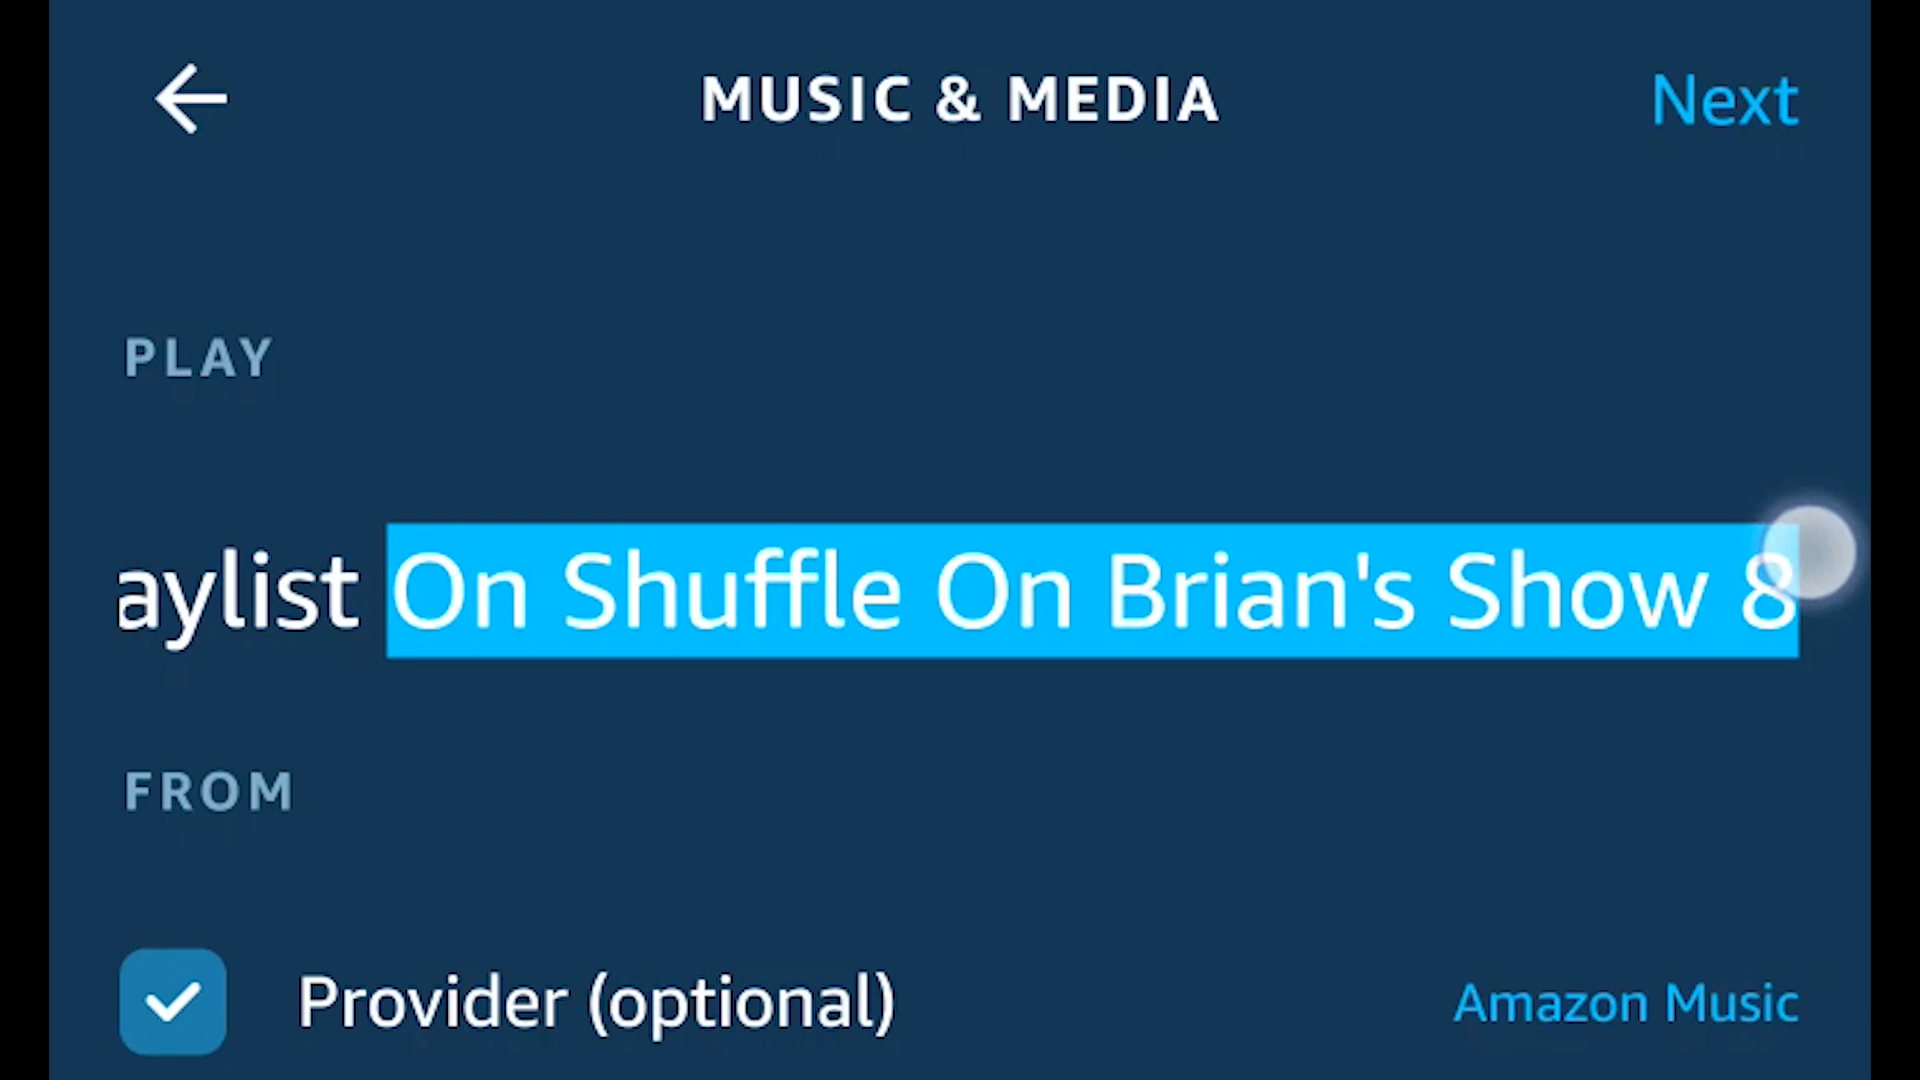 MUSIC & MEDIA
Next
PLAY
aylist On Shuffle On Brian's Show 8
FROM
Provider (optional)
Amazon Music